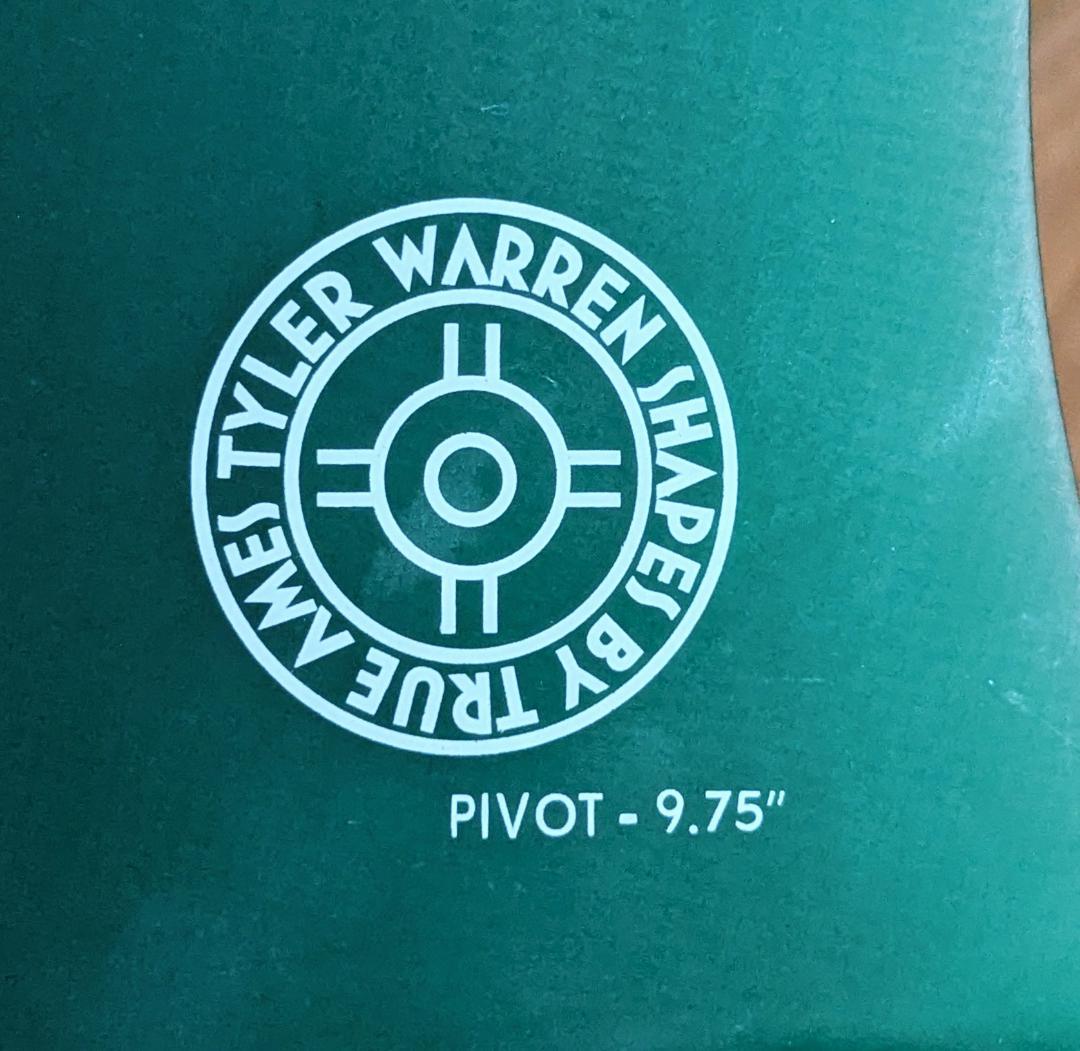 TYLER WARREN SHAPES BY TRUE AMES
PIVOT - 9.75"